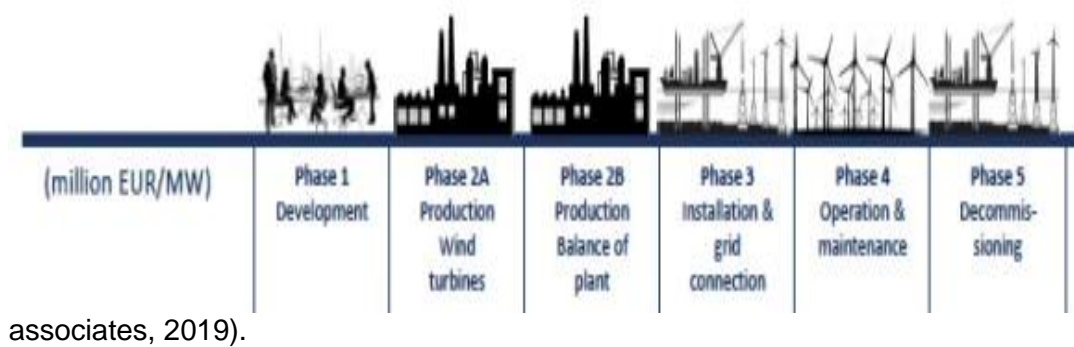 (million EUR/MW)
Phase 1
Development
Phase 2A
Production
Wind
turbines
Phase 2B
Production
Balance of
plant
Phase 3
Installation &
grid
connection
Phase 4
Operation &
maintenance
Phase 5
Decommis-
sioning
associates, 2019).